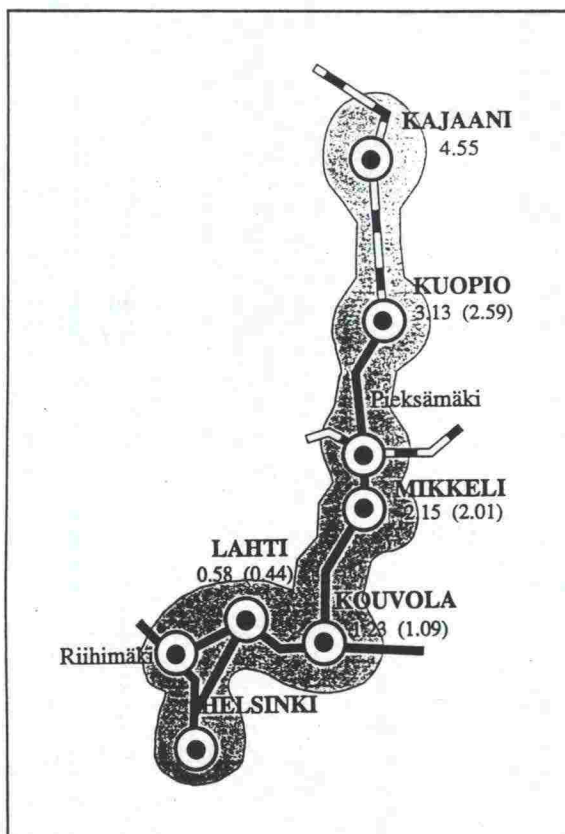 KAJAANI
4.55
KUOPIO
3.13 (2.59)
Pieksämäki
MIKKELI
2.15 (2.01)
LAHTI
0.58 (0.44)
KOUVOLA
1.23 (1.09)
Riihimäki
HELSINKI